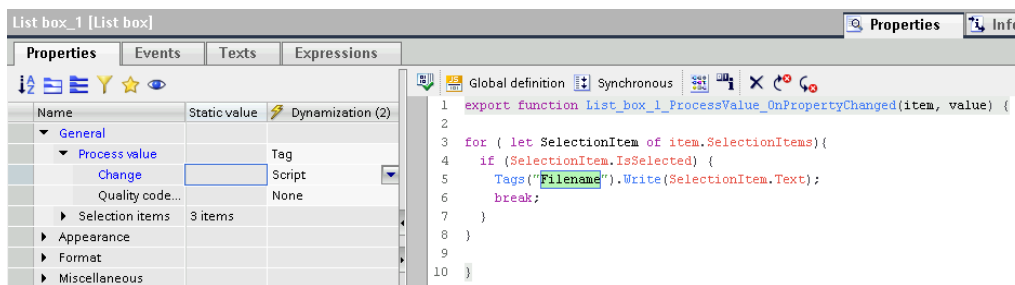 List box_1 [List box]
Properties
Info
Properties
Events
Texts
Expressions
Global definition
Synchronous
Name
Static value
Dynamization (2)
General
Process value
Tag
Change
Script
Quality code...
None
Selection items
3 items
Appearance
Format
Miscellaneous
1 export function List_box_1_ProcessValue_OnPropertyChanged(item, value) {
2
3 for ( let SelectionItem of item.SelectionItems){
4 if (SelectionItem.IsSelected) {
5 Tags("Filename").Write(SelectionItem.Text);
6 break;
7 }
8 }
9
10 }